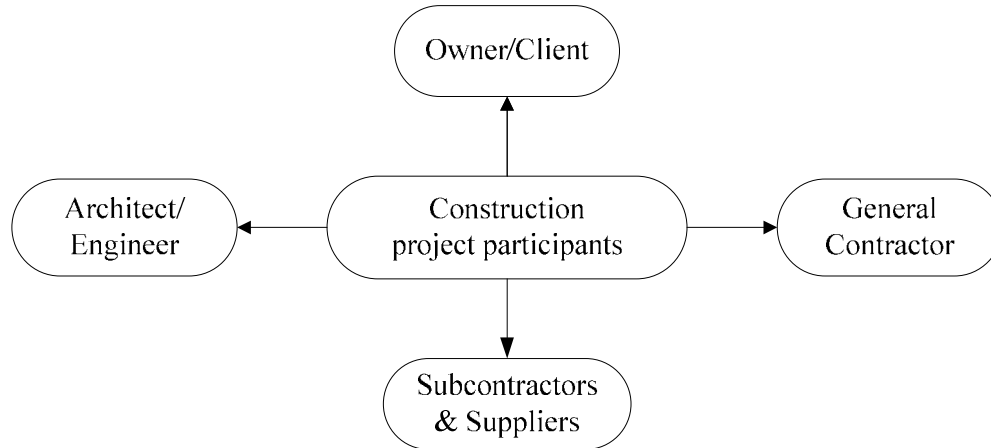 Owner/Client
Architect/
Engineer
Construction
project participants
General
Contractor
Subcontractors
& Suppliers